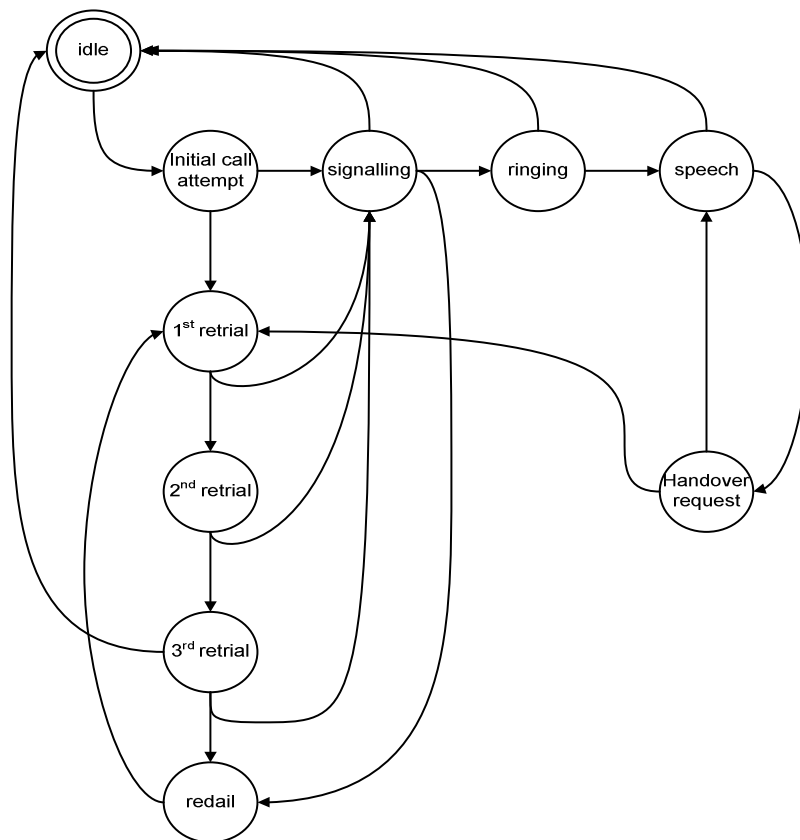 idle
Initial call
attempt
signalling
ringing
speech
1st retrial
2nd retrial
Handover
request
3rd retrial
redail